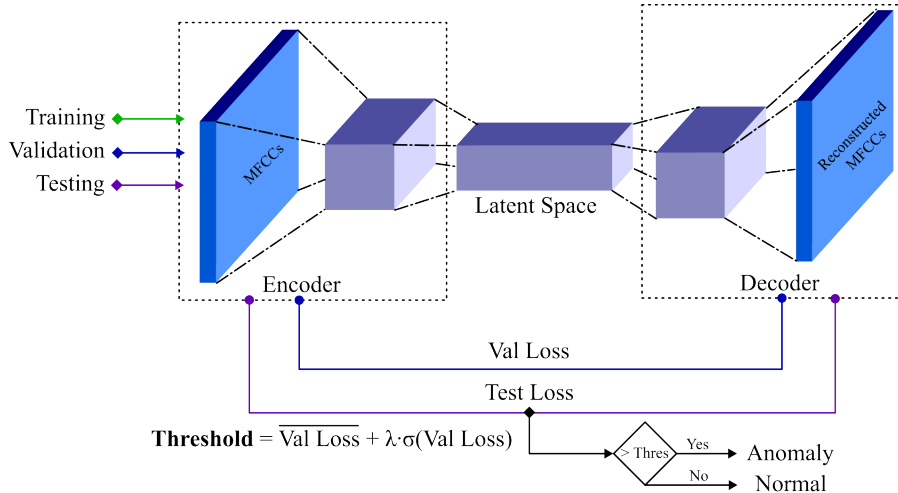 Training
Validation
Testing
MFCCs
Latent Space
Reconstructed
MFCCs
Encoder
Decoder
Val Loss
Test Loss
Threshold = \overline{Val Loss} + λ·σ(Val Loss)
> Thres
Yes
Anomaly
No
Normal